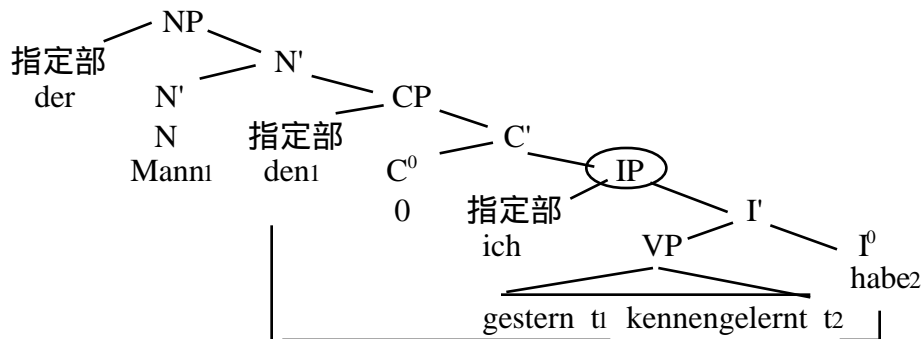 NP
指定部 N'
der N' CP
N 指定部 C'
Mann1 den1 C⁰ IP
0 指定部 I'
ich VP I⁰
habe2
gestern t1 kennengelernt t2